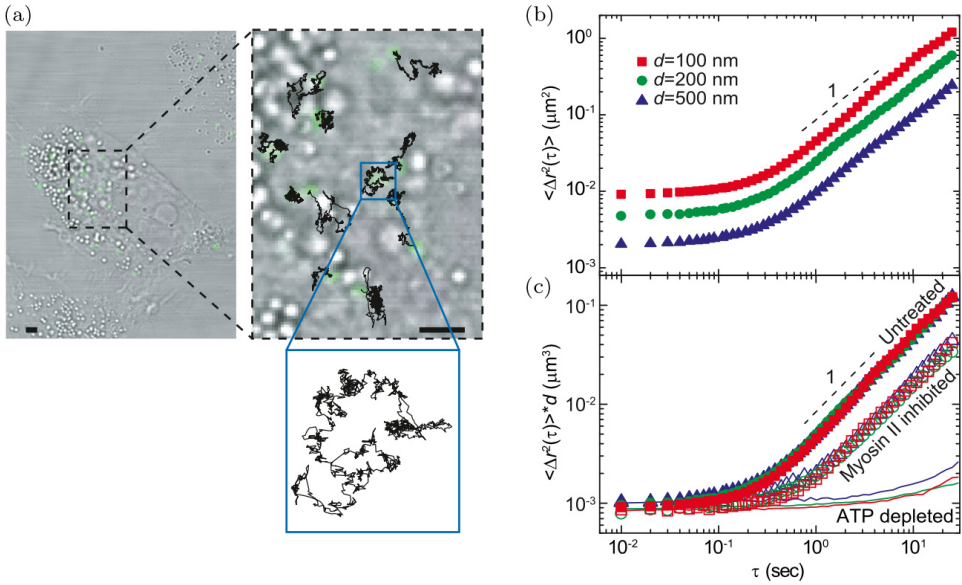 (a)
(b)
<Δr²(τ)> (μm²)
10⁰
10⁻¹
10⁻²
10⁻³
d=100 nm
d=200 nm
d=500 nm
1
(c)
<Δr²(τ)>*d (μm³)
10⁻¹
10⁻²
10⁻³
1
Untreated
Myosin II inhibited
ATP depleted
10⁻²
10⁻¹
10⁰
10¹
τ (sec)